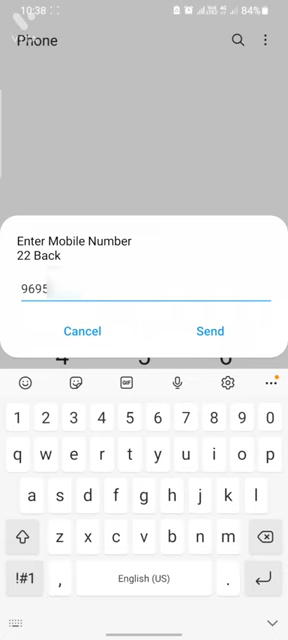 10:38
84%
Phone
Enter Mobile Number
22 Back
9695
Cancel
Send
GIF
1 2 3 4 5 6 7 8 9 0
q w e r t y u i o p
a s d f g h j k l
z x c v b n m
!#1 , English (US) .